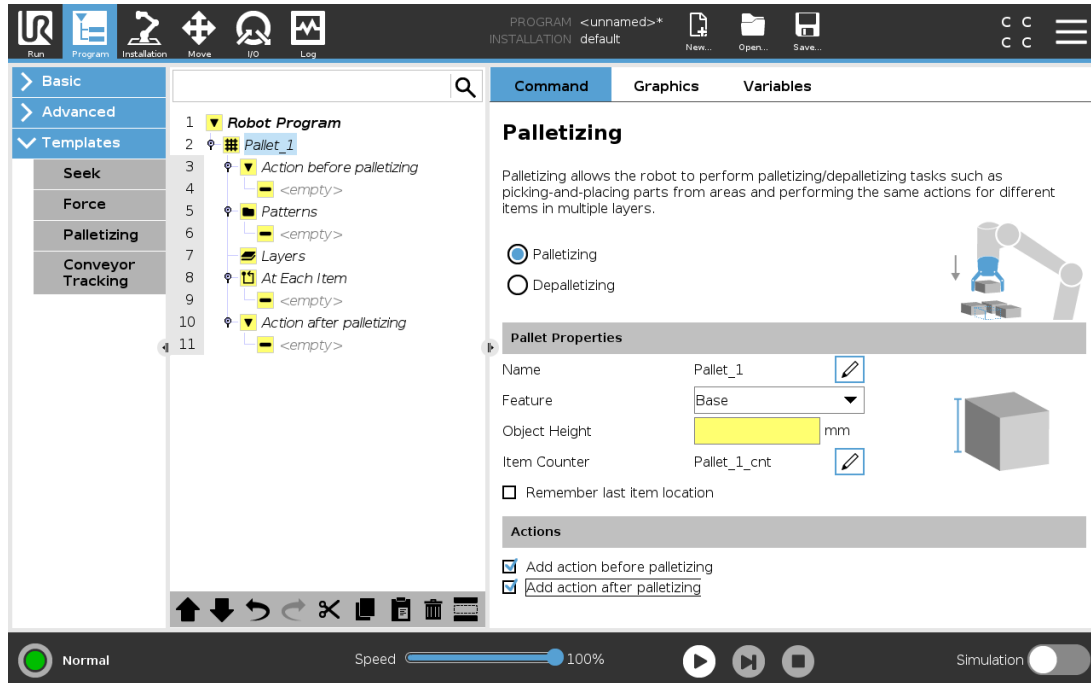 PROGRAM <unnamed>*
INSTALLATION default
Run Program Installation Move I/O Log New... Open... Save...
C C
C C
Basic
Advanced
Templates
Seek
Force
Palletizing
Conveyor
Tracking
1 Robot Program
2 Pallet_1
3 Action before palletizing
4 <empty>
5 Patterns
6 <empty>
7 Layers
8 At Each Item
9 <empty>
10 Action after palletizing
11 <empty>
Command Graphics Variables
Palletizing
Palletizing allows the robot to perform palletizing/depalletizing tasks such as
picking-and-placing parts from areas and performing the same actions for different
items in multiple layers.
Palletizing
Depalletizing
Pallet Properties
Name Pallet_1
Feature Base
Object Height mm
Item Counter Pallet_1_cnt
Remember last item location
Actions
Add action before palletizing
Add action after palletizing
Normal Speed 100% Simulation